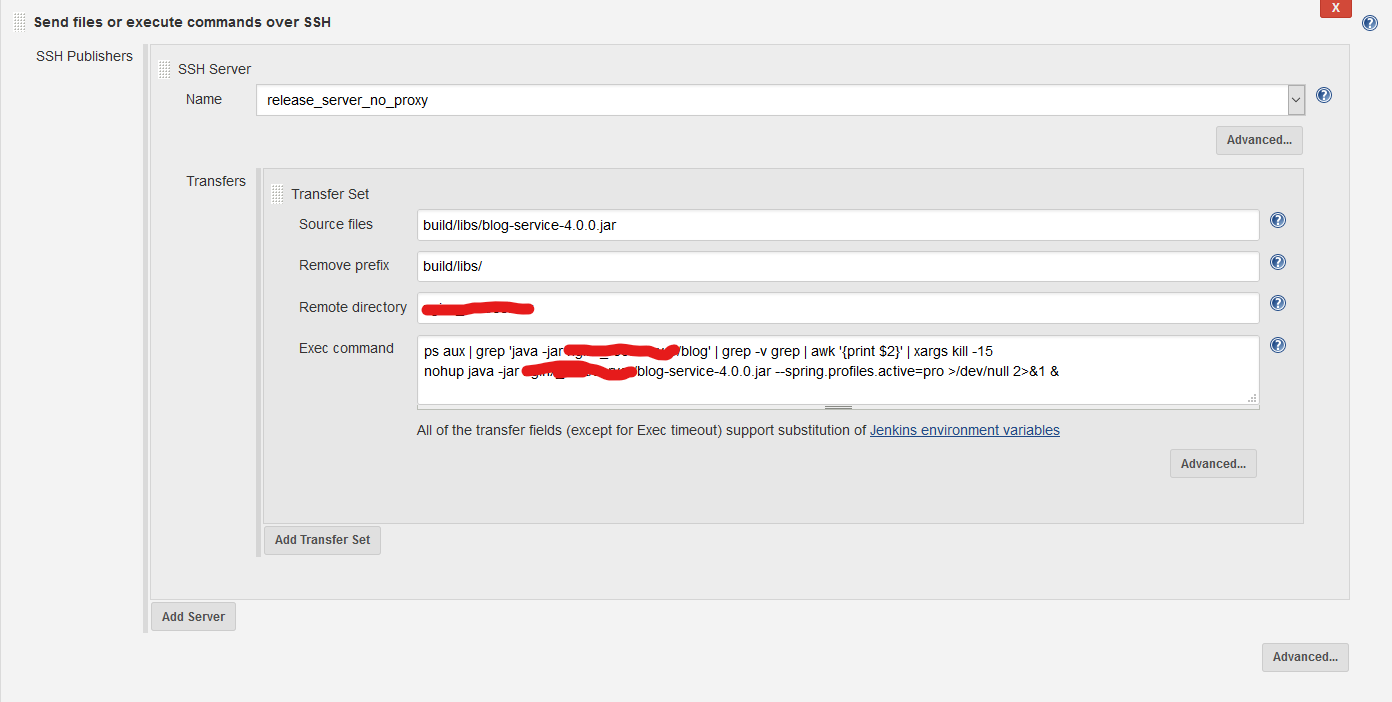 X
Send files or execute commands over SSH
SSH Publishers
SSH Server
Name
release_server_no_proxy
Advanced...
Transfers
Transfer Set
Source files
build/libs/blog-service-4.0.0.jar
Remove prefix
build/libs/
Remote directory
Exec command
ps aux | grep 'java -jar /blog' | grep -v grep | awk '{print $2}' | xargs kill -15
nohup java -jar /blog-service-4.0.0.jar --spring.profiles.active=pro >/dev/null 2>&1 &
All of the transfer fields (except for Exec timeout) support substitution of Jenkins environment variables
Advanced...
Add Transfer Set
Add Server
Advanced...